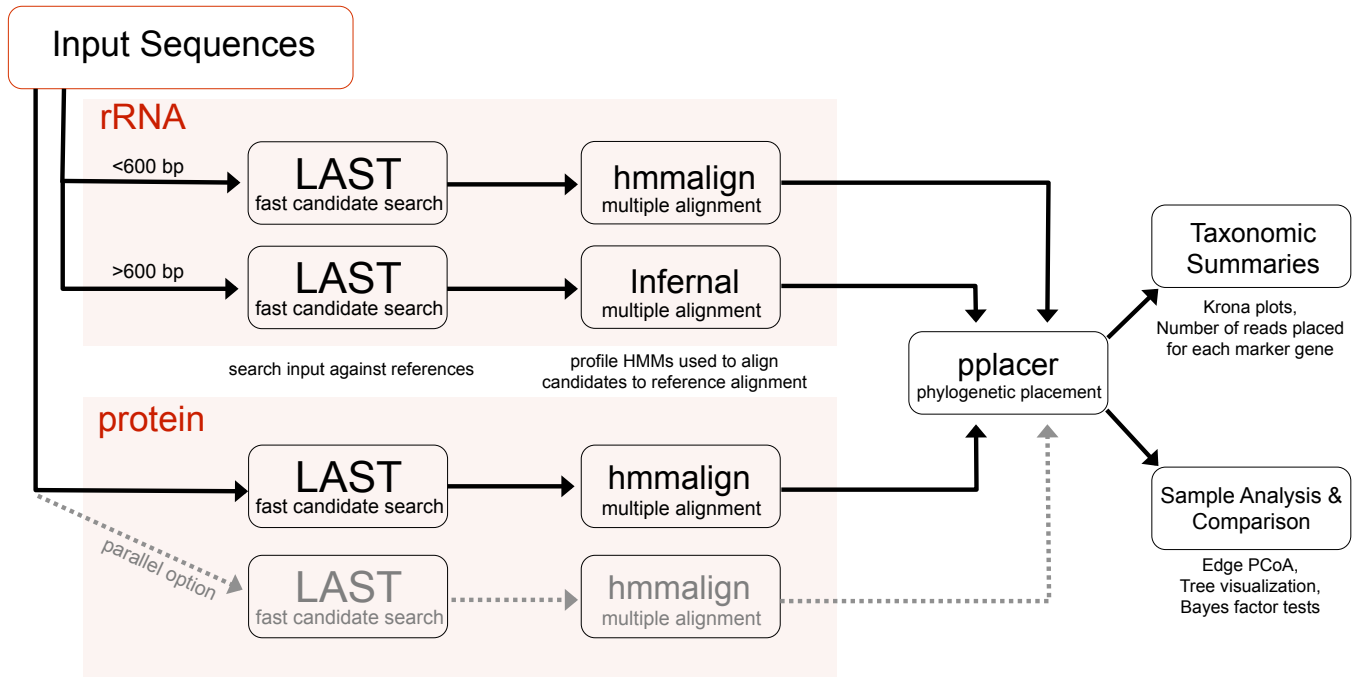 Input Sequences
rRNA
<600 bp
LAST
fast candidate search
hmmalign
multiple alignment
>600 bp
LAST
fast candidate search
Infernal
multiple alignment
search input against references
profile HMMs used to align
candidates to reference alignment
protein
LAST
fast candidate search
hmmalign
multiple alignment
parallel option
LAST
fast candidate search
hmmalign
multiple alignment
pplacer
phylogenetic placement
Taxonomic
Summaries
Krona plots,
Number of reads placed
for each marker gene
Sample Analysis &
Comparison
Edge PCoA,
Tree visualization,
Bayes factor tests